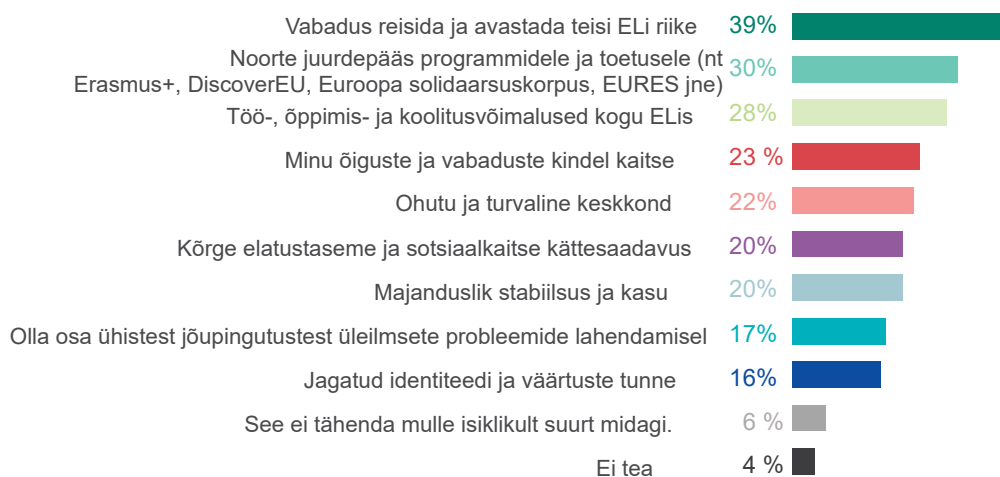 Vabadus reisida ja avastada teisi ELi riike 39%
Noorte juurdepääs programmidele ja toetusele (nt
Erasmus+, DiscoverEU, Euroopa solidaarsuskorpus, EURES jne) 30%
Töö-, õppimis- ja koolitusvõimalused kogu ELis 28%
Minu õiguste ja vabaduste kindel kaitse 23 %
Ohutu ja turvaline keskkond 22%
Kõrge elatustaseme ja sotsiaalkaitse kättesaadavus 20%
Majanduslik stabiilsus ja kasu 20%
Olla osa ühistest jõupingutustest üleilmsete probleemide lahendamisel 17%
Jagatud identiteedi ja väärtuste tunne 16%
See ei tähenda mulle isiklikult suurt midagi. 6 %
Ei tea 4 %